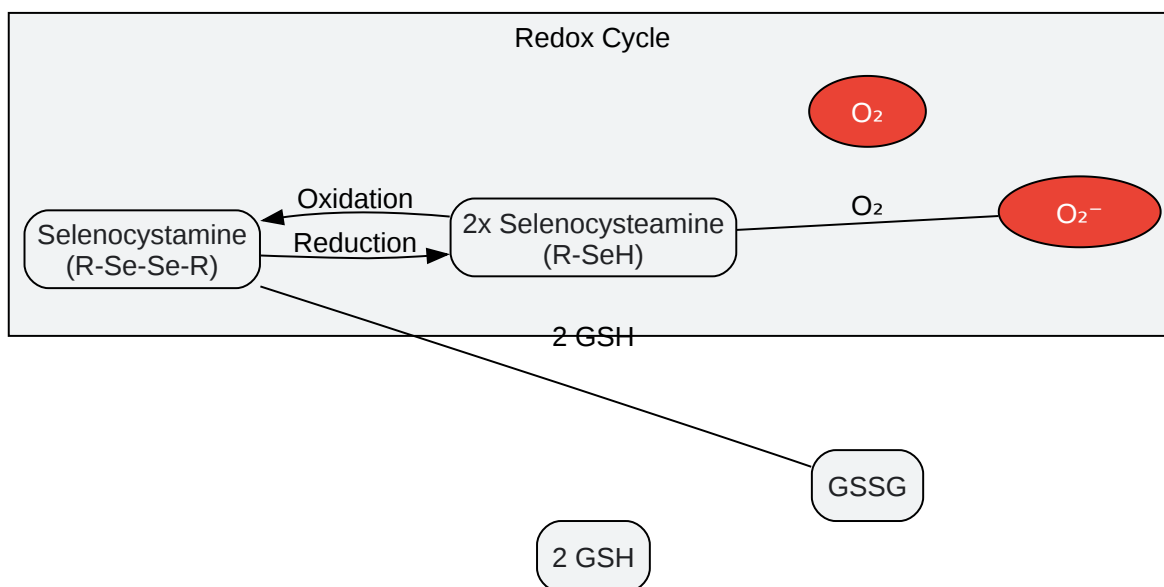 Redox Cycle
O₂
Oxidation
Selenocystamine
(R-Se-Se-R)
Reduction
2x Selenocysteamine
(R-SeH)
O₂
O₂⁻
2 GSH
GSSG
2 GSH